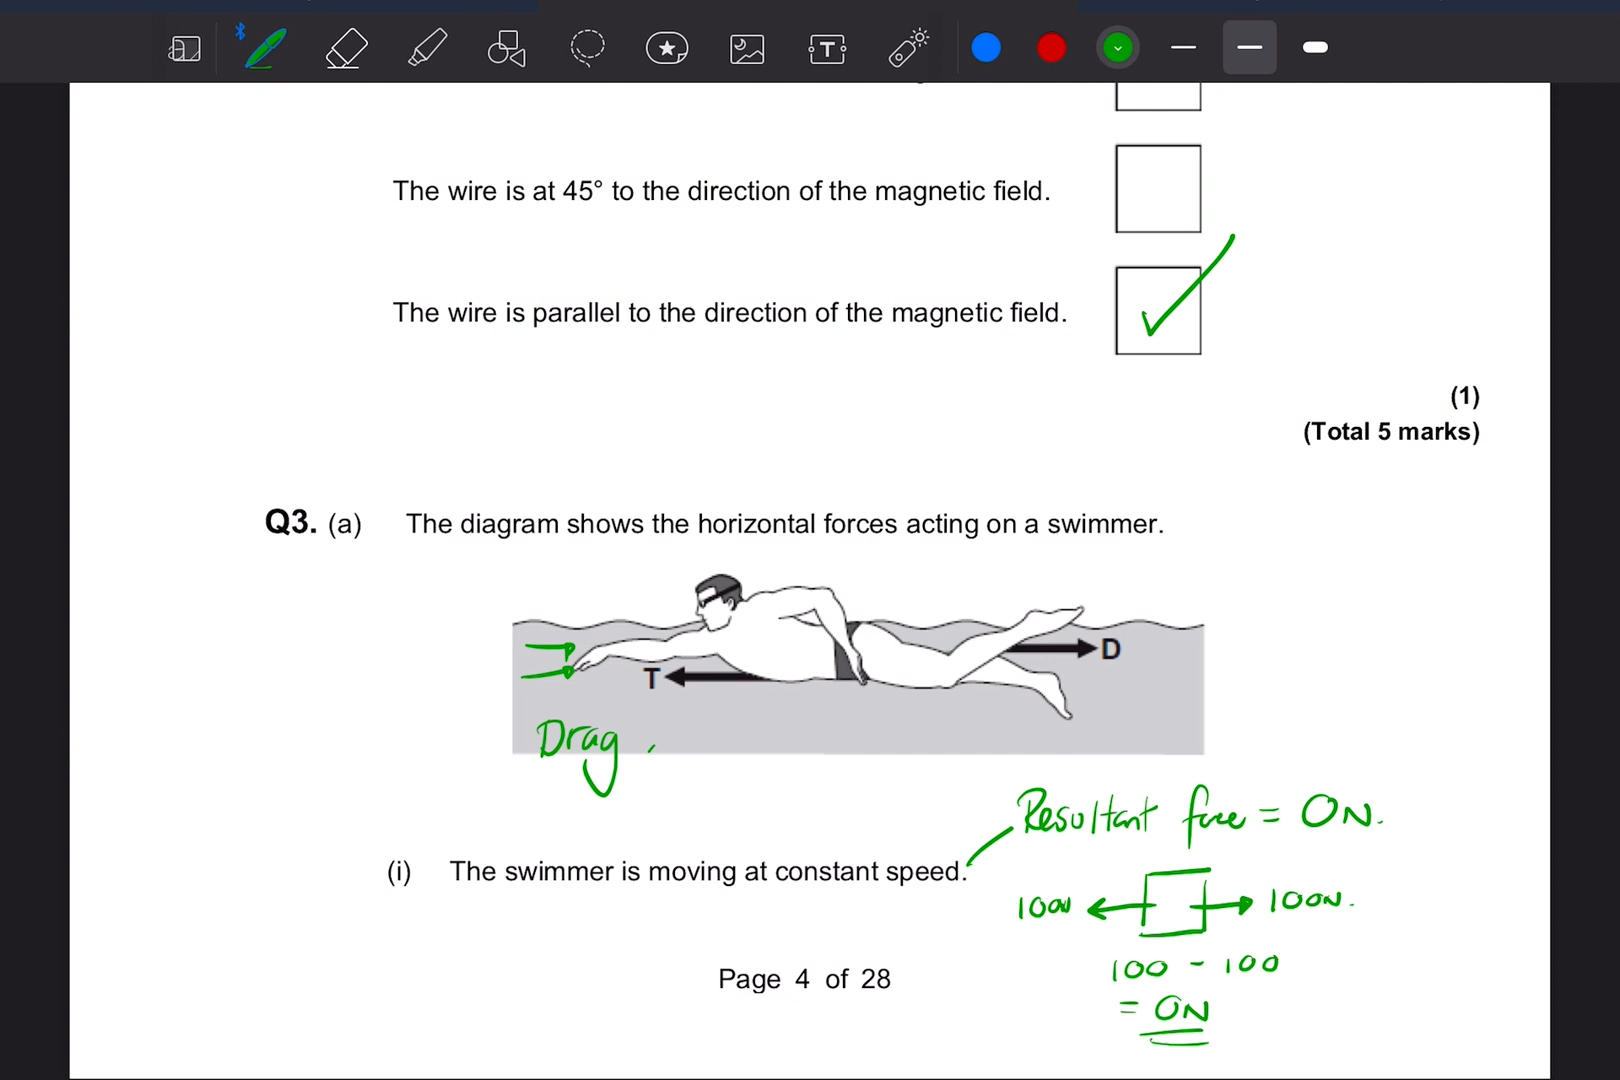 The wire is at 45° to the direction of the magnetic field.
The wire is parallel to the direction of the magnetic field.
(1)
(Total 5 marks)
Q3. (a) The diagram shows the horizontal forces acting on a swimmer.
D
T
Drag
Resultant force = 0N.
(i) The swimmer is moving at constant speed.
100N
100N.
100 - 100
= 0N
Page 4 of 28